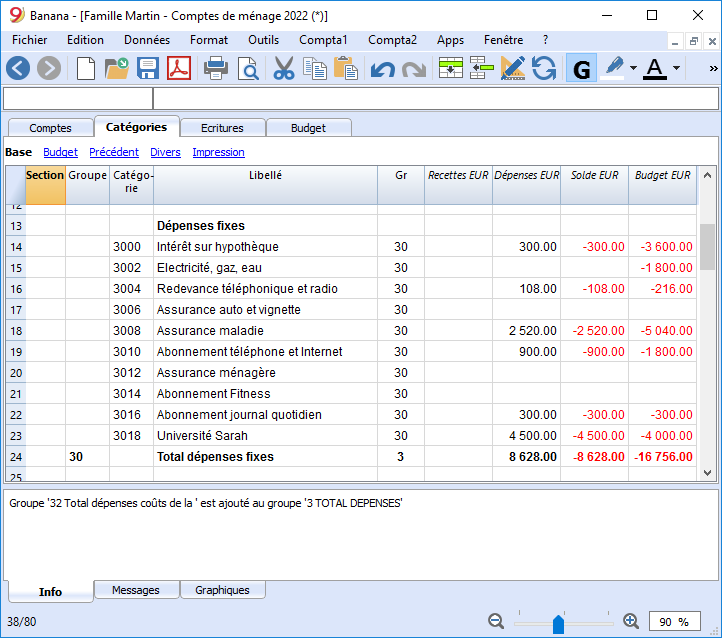 Banana - [Famille Martin - Comptes de ménage 2022 (*)]
Fichier Edition Données Format Outils Compta1 Compta2 Apps Fenêtre ?
G A »
Comptes Catégories Ecritures Budget
Base Budget Précédent Divers Impression
Section Groupe Catégo-rie Libellé Gr Recettes EUR Dépenses EUR Solde EUR Budget EUR
12
13 Dépenses fixes
14 3000 Intérêt sur hypothèque 30 300.00 -300.00 -3 600.00
15 3002 Electricité, gaz, eau 30 -1 800.00
16 3004 Redevance téléphonique et radio 30 108.00 -108.00 -216.00
17 3006 Assurance auto et vignette 30
18 3008 Assurance maladie 30 2 520.00 -2 520.00 -5 040.00
19 3010 Abonnement téléphone et Internet 30 900.00 -900.00 -1 800.00
20 3012 Assurance ménagère 30
21 3014 Abonnement Fitness 30
22 3016 Abonnement journal quotidien 30 300.00 -300.00 -300.00
23 3018 Université Sarah 30 4 500.00 -4 500.00 -4 000.00
24 30 Total dépenses fixes 3 8 628.00 -8 628.00 -16 756.00
25
Groupe '32 Total dépenses coûts de la ' est ajouté au groupe '3 TOTAL DEPENSES'
Info Messages Graphiques
38/80 90 %